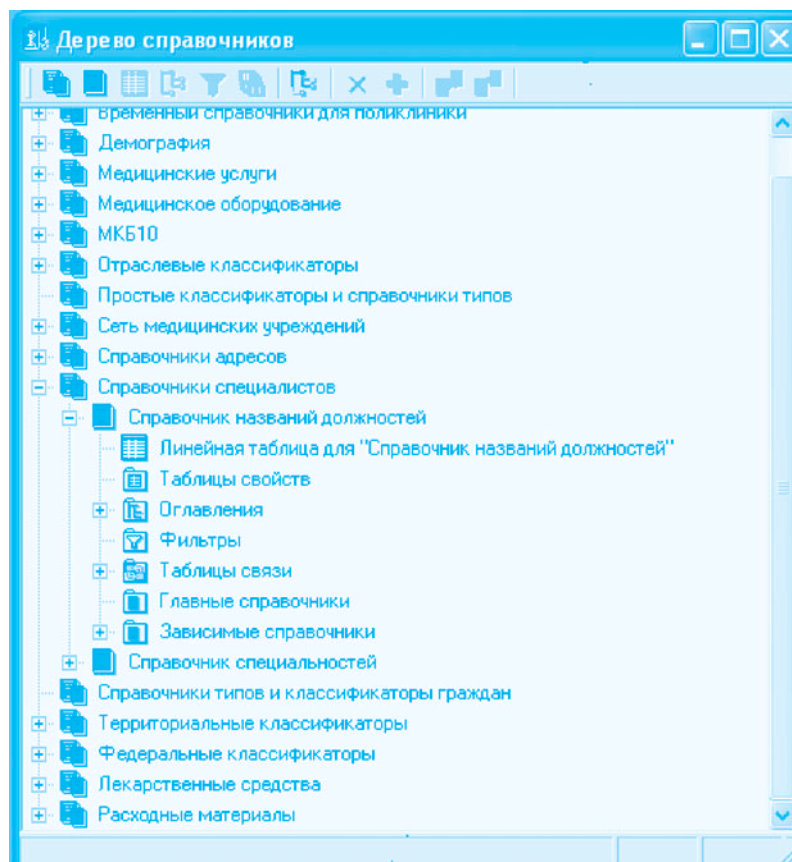 Дерево справочников
Временный справочники для поликлиники
Демография
Медицинские услуги
Медицинское оборудование
МКБ10
Отраслевые классификаторы
Простые классификаторы и справочники типов
Сеть медицинских учреждений
Справочники адресов
Справочники специалистов
Справочник названий должностей
Линейная таблица для "Справочник названий должностей"
Таблицы свойств
Оглавления
Фильтры
Таблицы связи
Главные справочники
Зависимые справочники
Справочник специальностей
Справочники типов и классификаторы граждан
Территориальные классификаторы
Федеральные классификаторы
Лекарственные средства
Расходные материалы